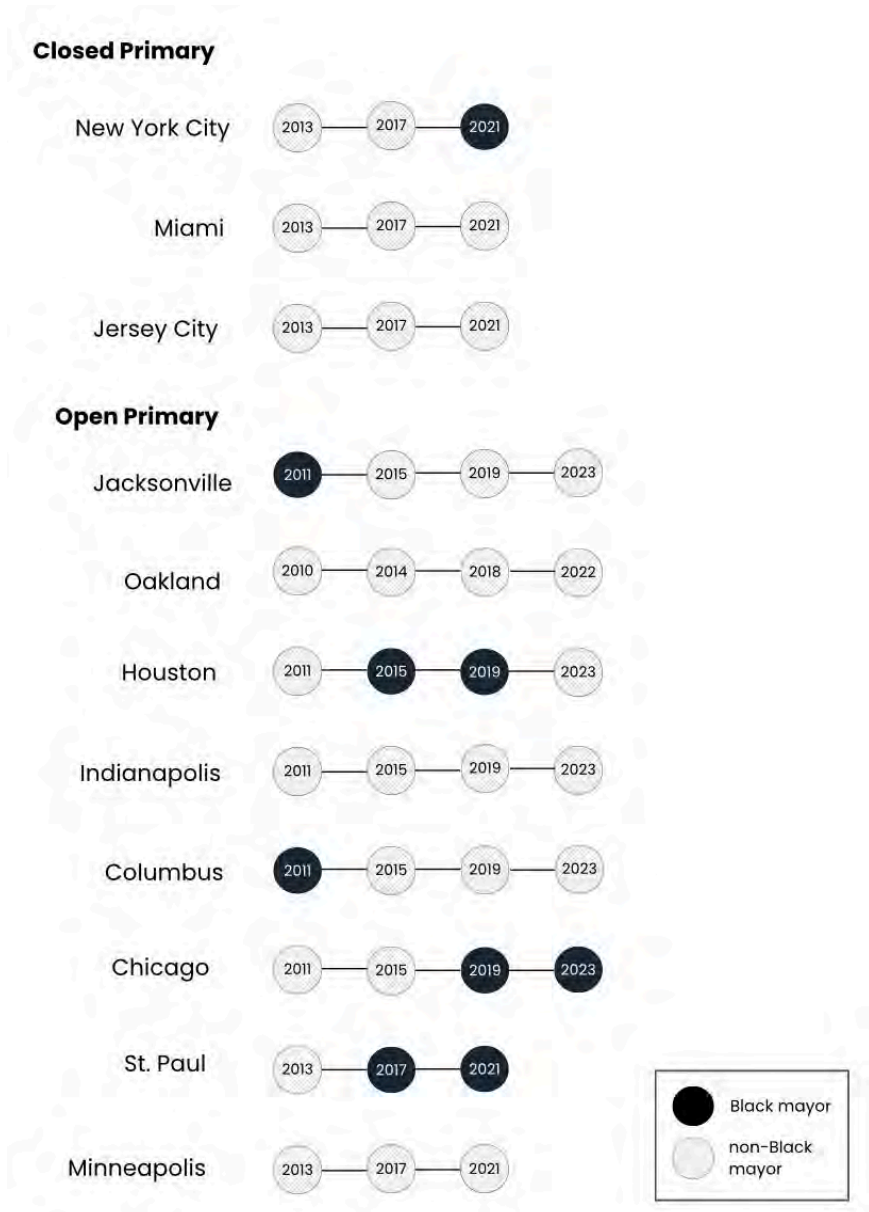 Closed Primary
New York City 2013 2017 2021
Miami 2013 2017 2021
Jersey City 2013 2017 2021
Open Primary
Jacksonville 2011 2015 2019 2023
Oakland 2010 2014 2018 2022
Houston 2011 2015 2019 2023
Indianapolis 2011 2015 2019 2023
Columbus 2011 2015 2019 2023
Chicago 2011 2015 2019 2023
St. Paul 2013 2017 2021
Minneapolis 2013 2017 2021
Black mayor
non-Black
mayor